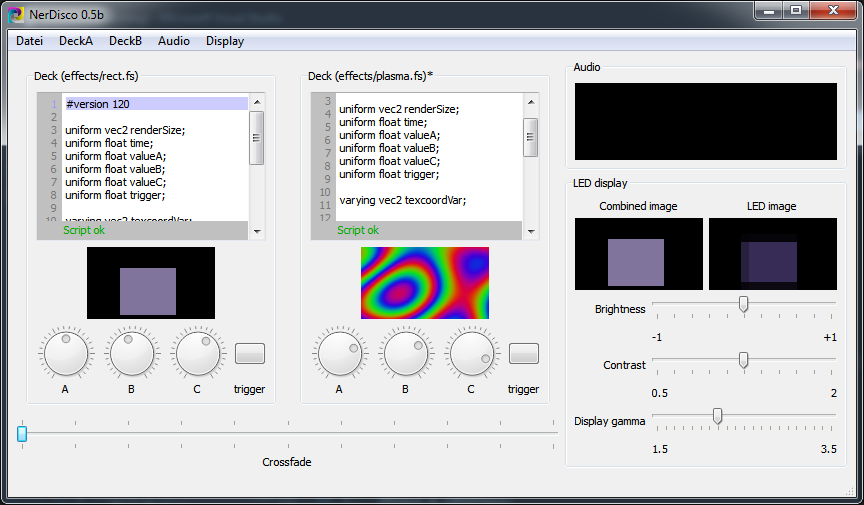 NerDisco 0.5b
Datei DeckA DeckB Audio Display
Deck (effects/rect.fs)
1 #version 120
2
3 uniform vec2 renderSize;
4 uniform float time;
5 uniform float valueA;
6 uniform float valueB;
7 uniform float valueC;
8 uniform float trigger;
9
10 varying vec2 texcoordVar;
Script ok
A B C trigger
Deck (effects/plasma.fs)*
3
4 uniform vec2 renderSize;
5 uniform float time;
6 uniform float valueA;
7 uniform float valueB;
8 uniform float valueC;
9 uniform float trigger;
10
11 varying vec2 texcoordVar;
12
Script ok
A B C trigger
Crossfade
Audio
LED display
Combined image LED image
Brightness
-1 +1
Contrast
0.5 2
Display gamma
1.5 3.5